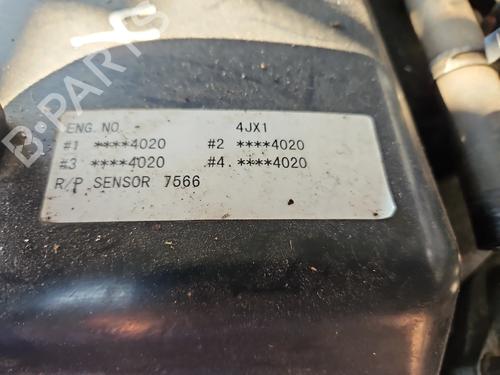 B-PARTS
ENG. NO. 4JX1
#1 ****4020 #2 ****4020
#3 ****4020 #4.****4020
R/P SENSOR 7566